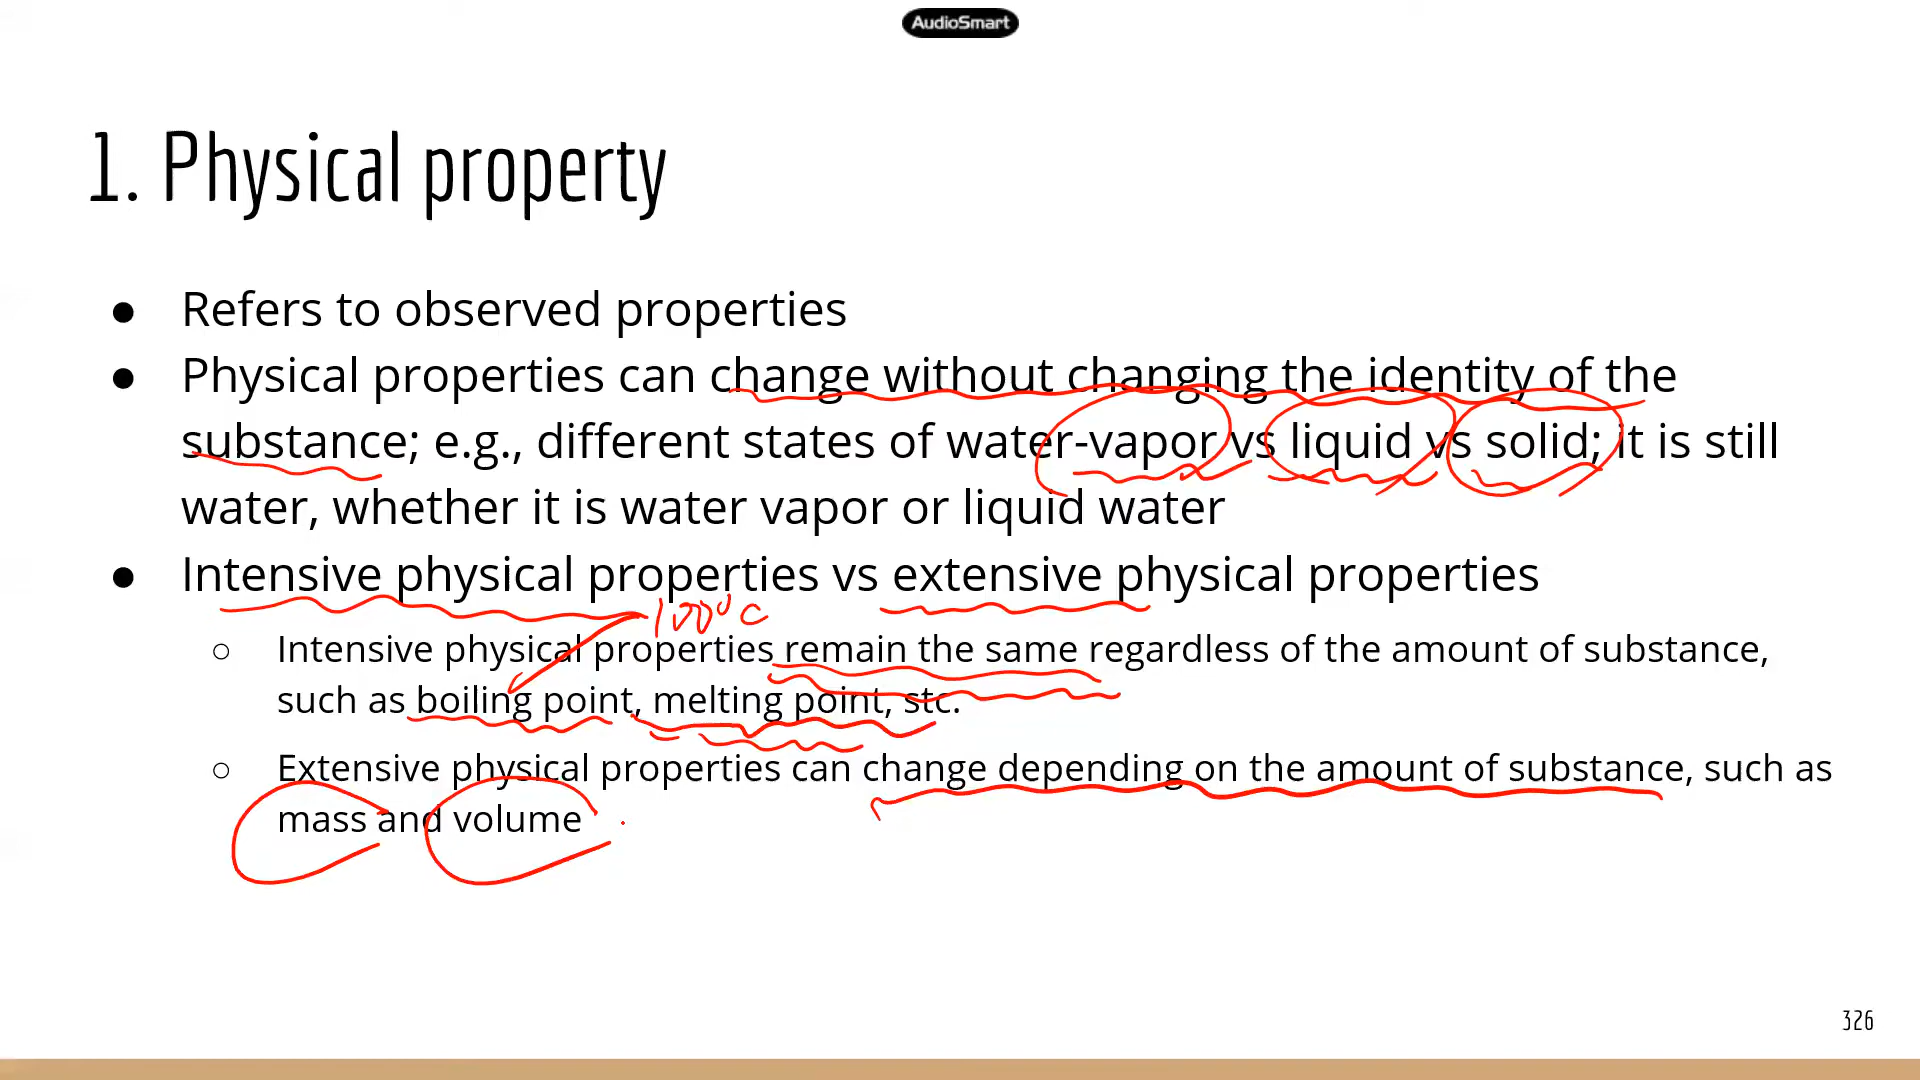 AudioSmart
1. Physical property
● Refers to observed properties
● Physical properties can change without changing the identity of the
substance; e.g., different states of water-vapor vs liquid vs solid; it is still
water, whether it is water vapor or liquid water
● Intensive physical properties vs extensive physical properties
100°C
○ Intensive physical properties remain the same regardless of the amount of substance,
such as boiling point, melting point, stc.
○ Extensive physical properties can change depending on the amount of substance, such as
mass and volume
326